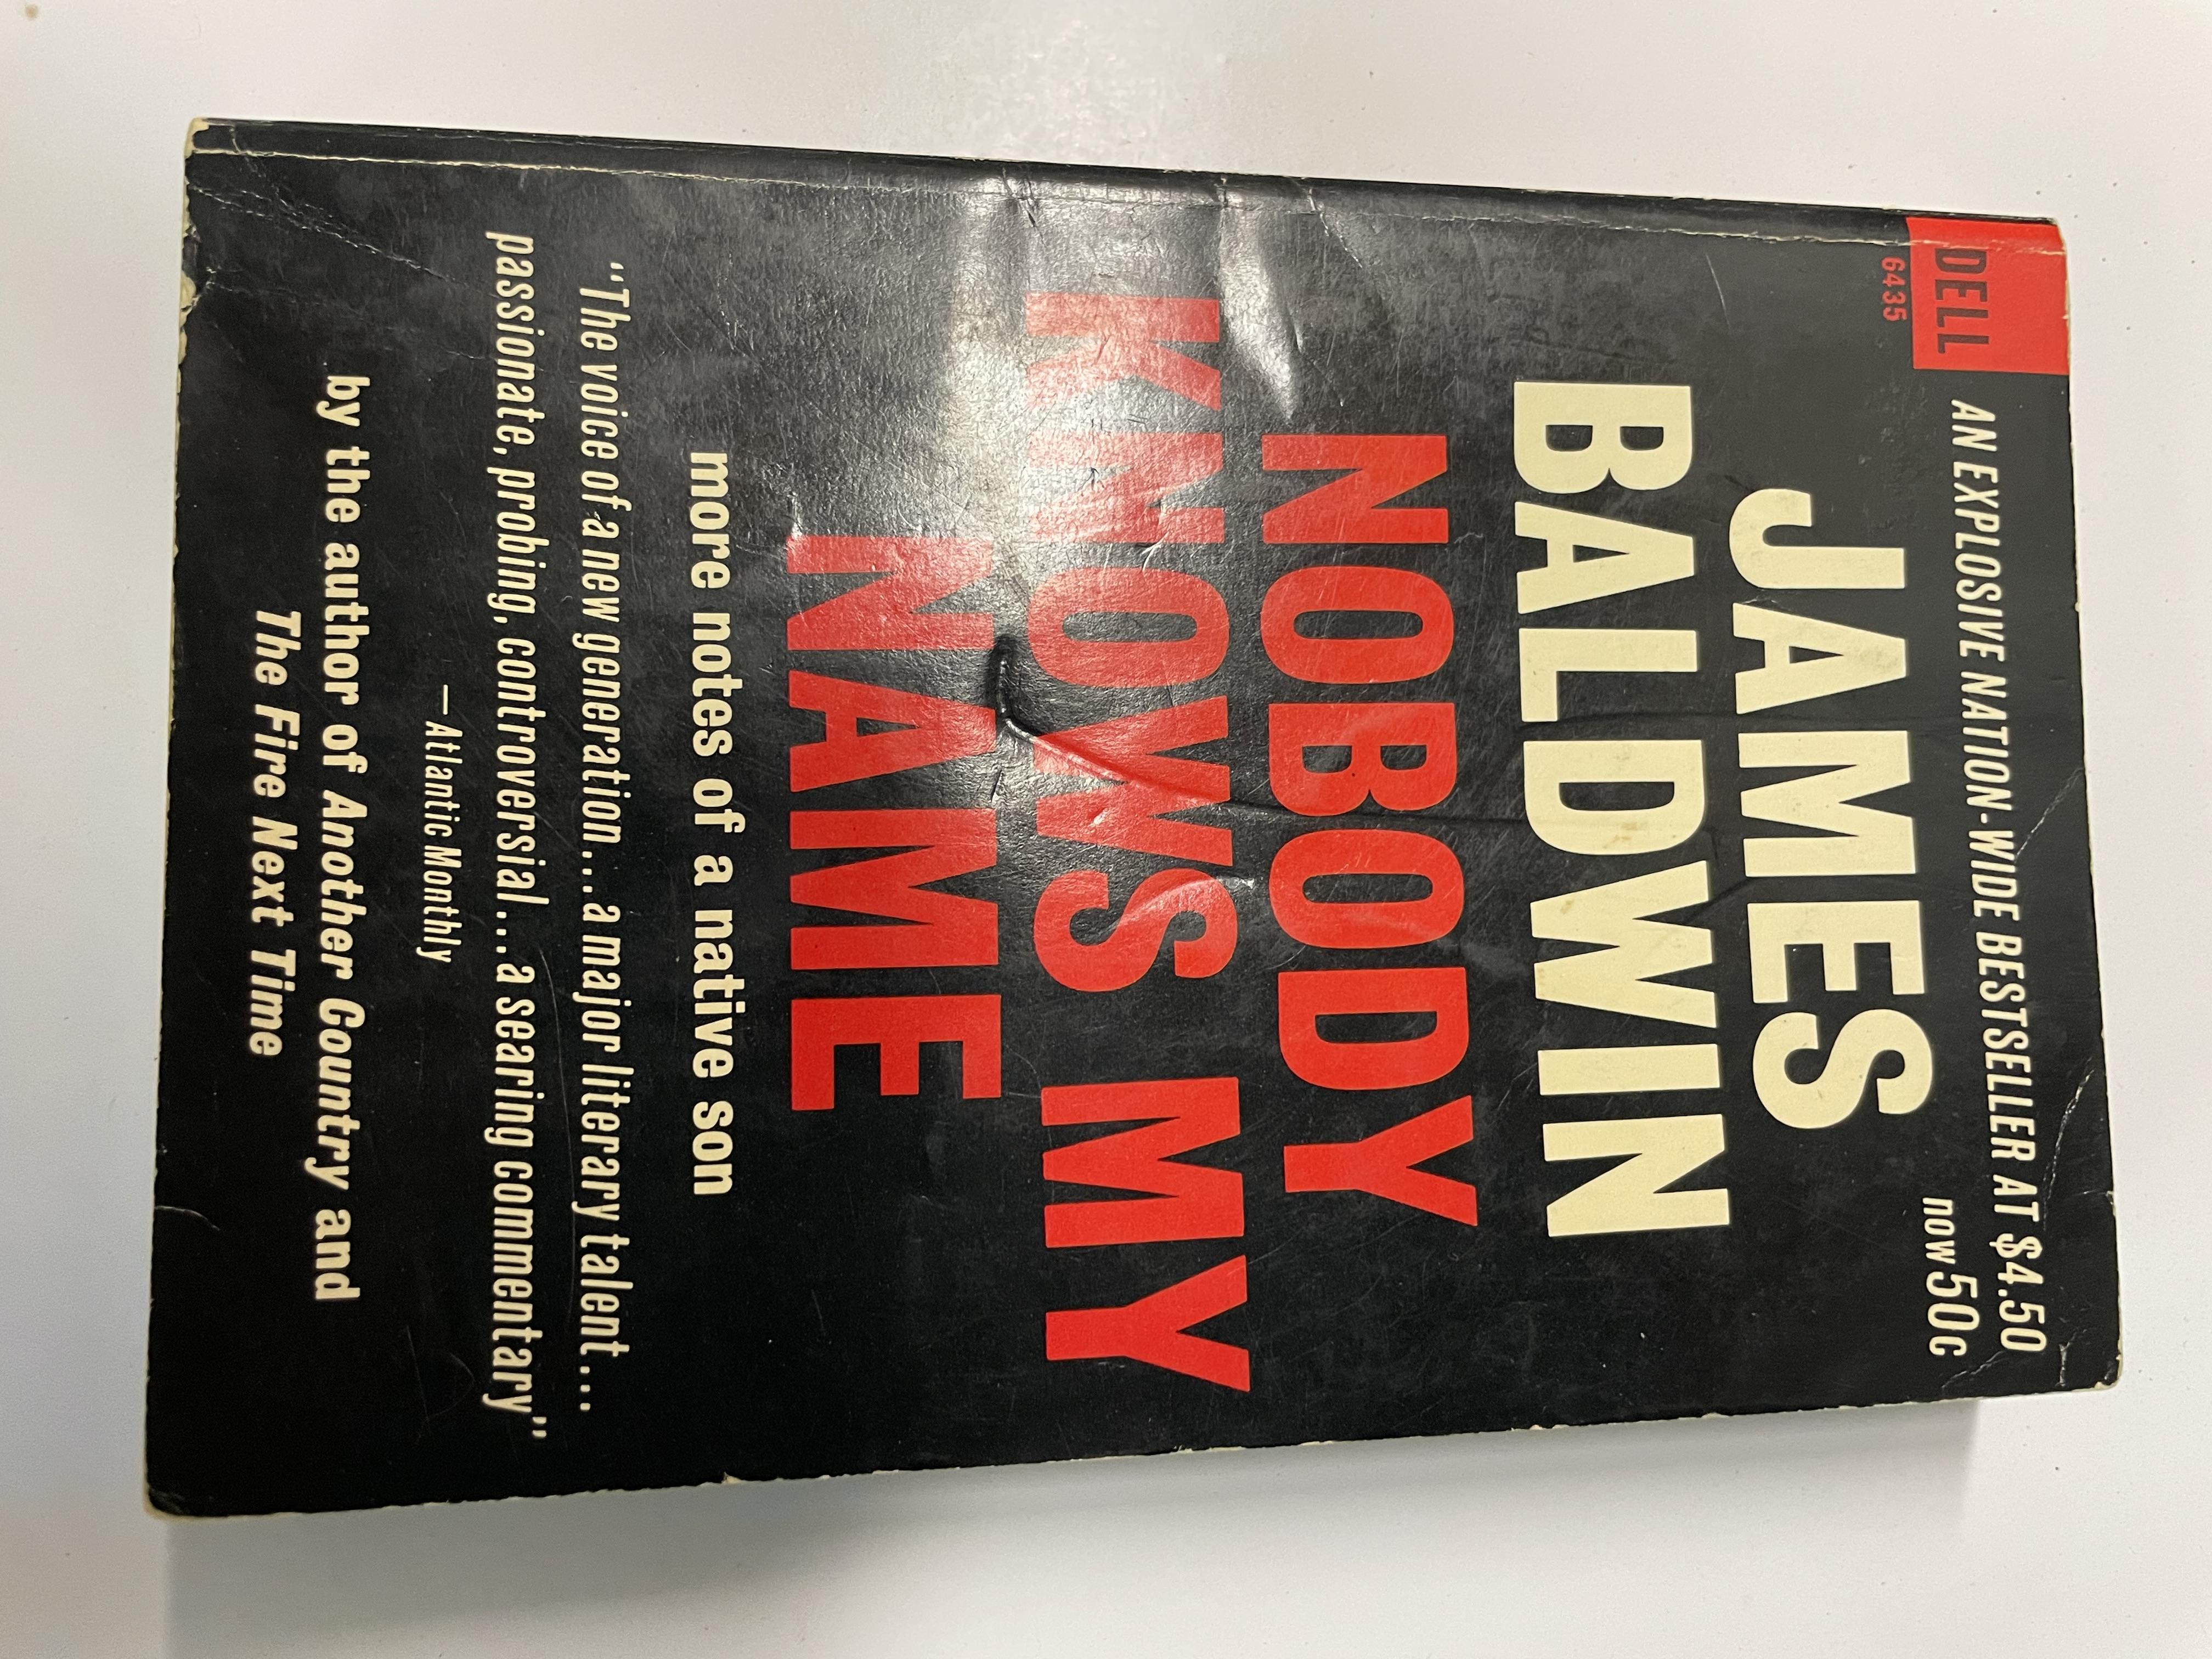 DELL
6435
AN EXPLOSIVE NATION-WIDE BESTSELLER AT $4.50
now 50c
JAMES
BALDWIN
NOBODY
KNOWS MY
NAME
more notes of a native son
"The voice of a new generation...a major literary talent...
passionate, probing, controversial...a searing commentary"
—Atlantic Monthly
by the author of Another Country and
The Fire Next Time